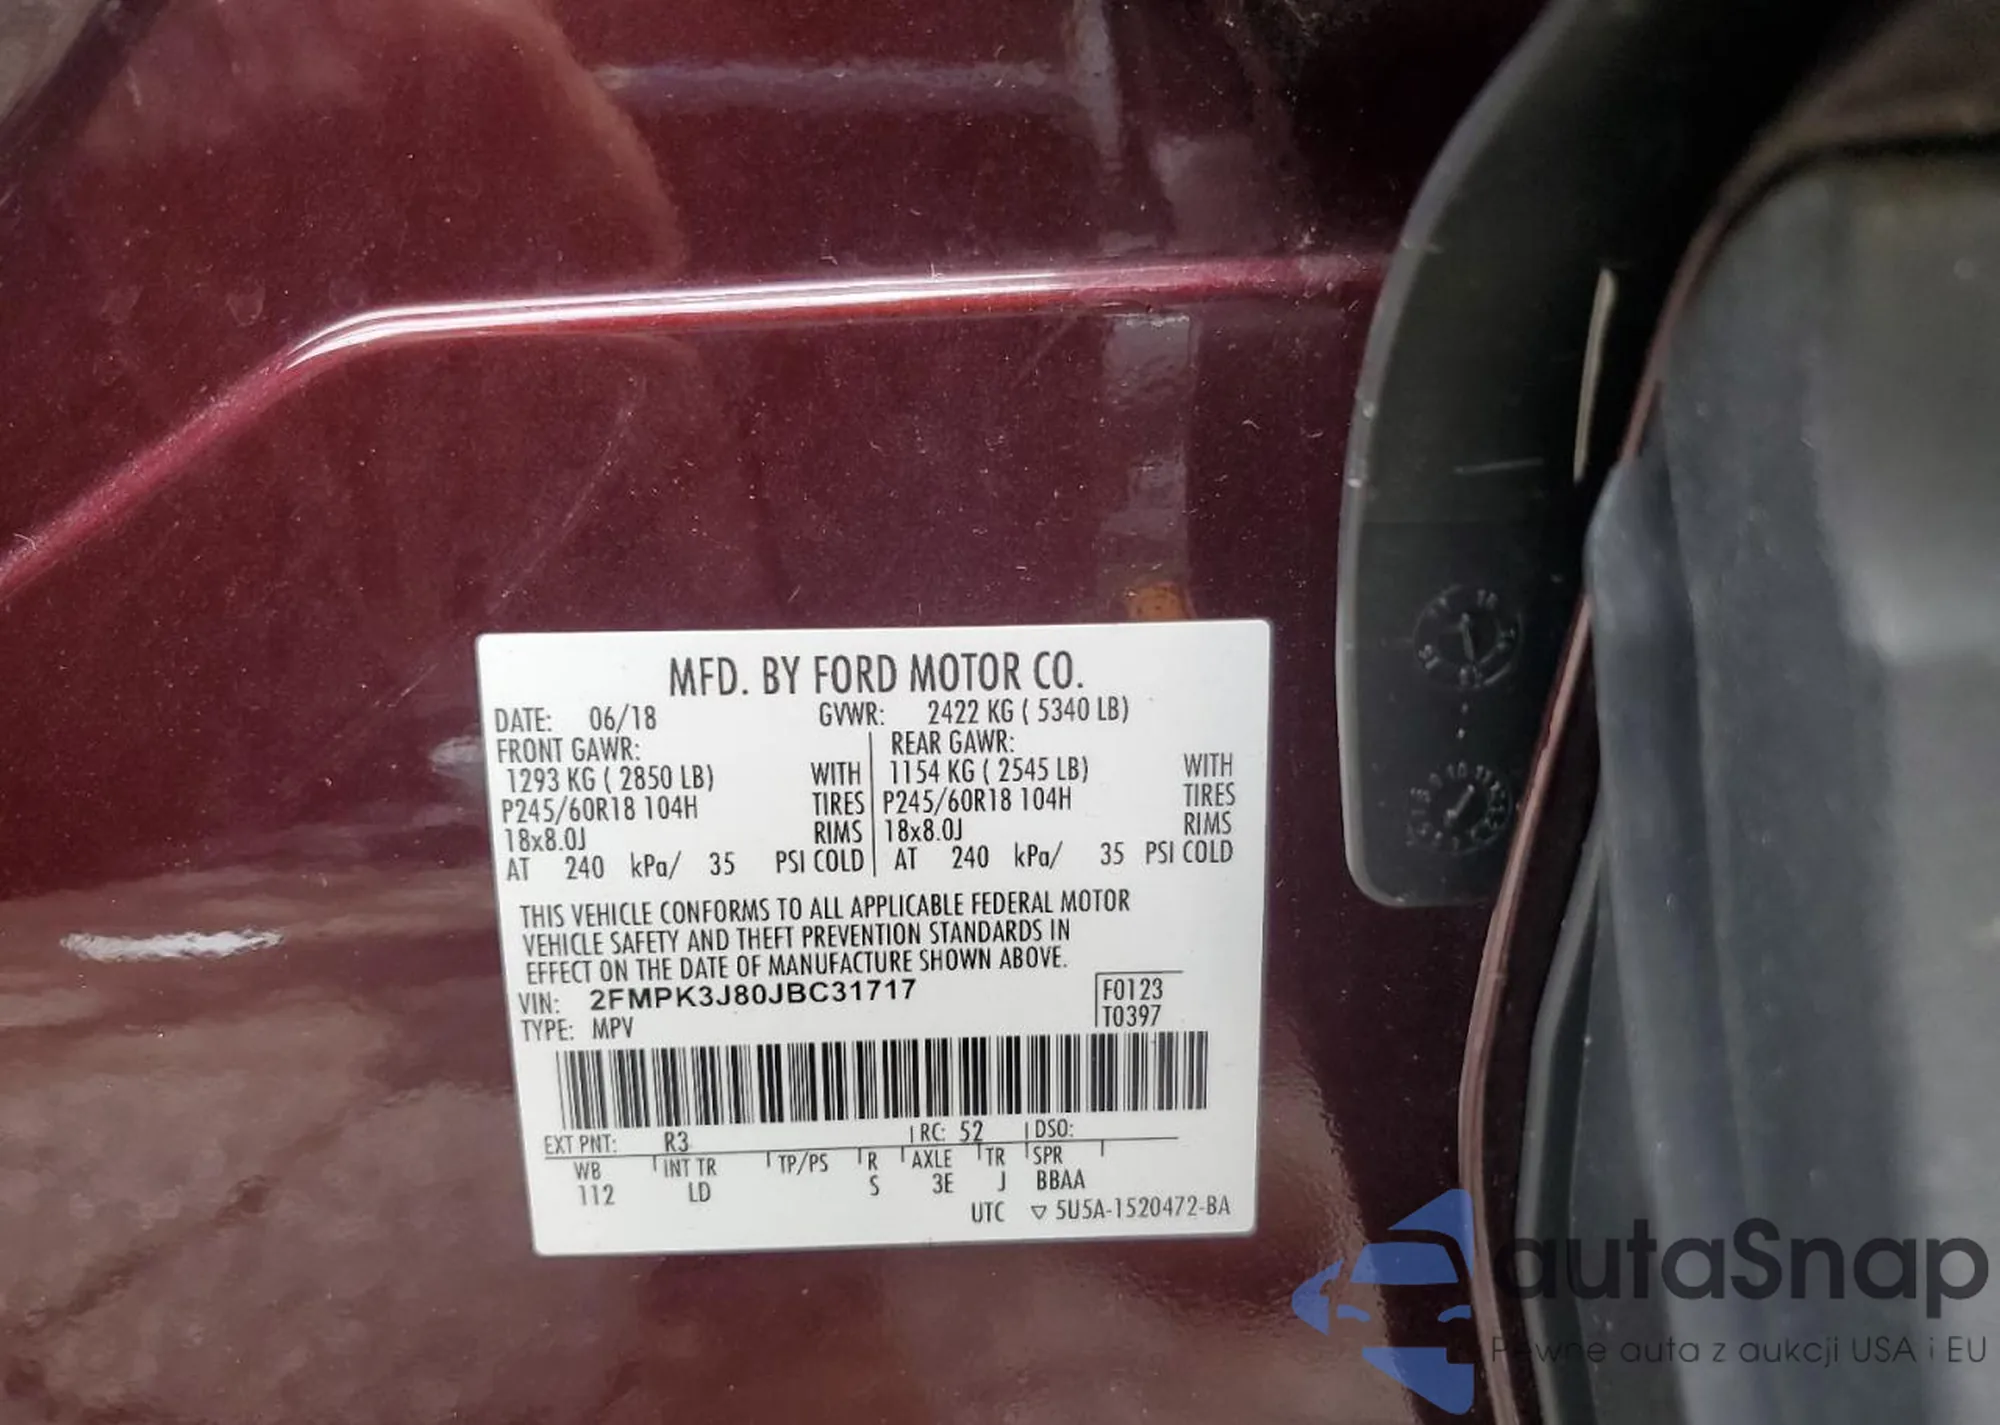 MFD. BY FORD MOTOR CO.
DATE: 06/18 GVWR: 2422 KG ( 5340 LB)
FRONT GAWR: REAR GAWR:
1293 KG ( 2850 LB) WITH 1154 KG ( 2545 LB) WITH
P245/60R18 104H TIRES P245/60R18 104H TIRES
18x8.0J RIMS 18x8.0J RIMS
AT 240 kPa/ 35 PSI COLD AT 240 kPa/ 35 PSI COLD
THIS VEHICLE CONFORMS TO ALL APPLICABLE FEDERAL MOTOR
VEHICLE SAFETY AND THEFT PREVENTION STANDARDS IN
EFFECT ON THE DATE OF MANUFACTURE SHOWN ABOVE.
VIN: 2FMPK3J80JBC31717 F0123
TYPE: MPV T0397
EXT PNT: R3 RC: 52 DSO:
WB INT TR TP/PS R AXLE TR SPR
112 LD S 3E J BBAA
UTC ▽ 5U5A-1520472-BA
autoSnap
Pewne auta z aukcji USA i EU